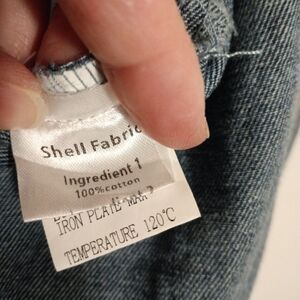 Shell Fabric
Ingredient 1
100%cotton
IRON PLATE MAX
TEMPERATURE 120°C